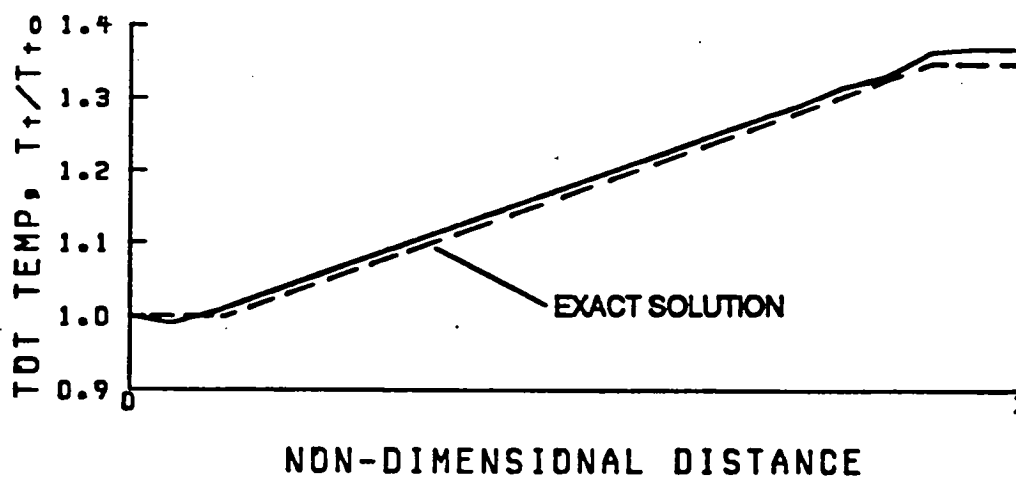 TOT TEMP, Tt/Tto
1.4
1.3
1.2
1.1
1.0
0.9
EXACT SOLUTION
0
NON-DIMENSIONAL DISTANCE